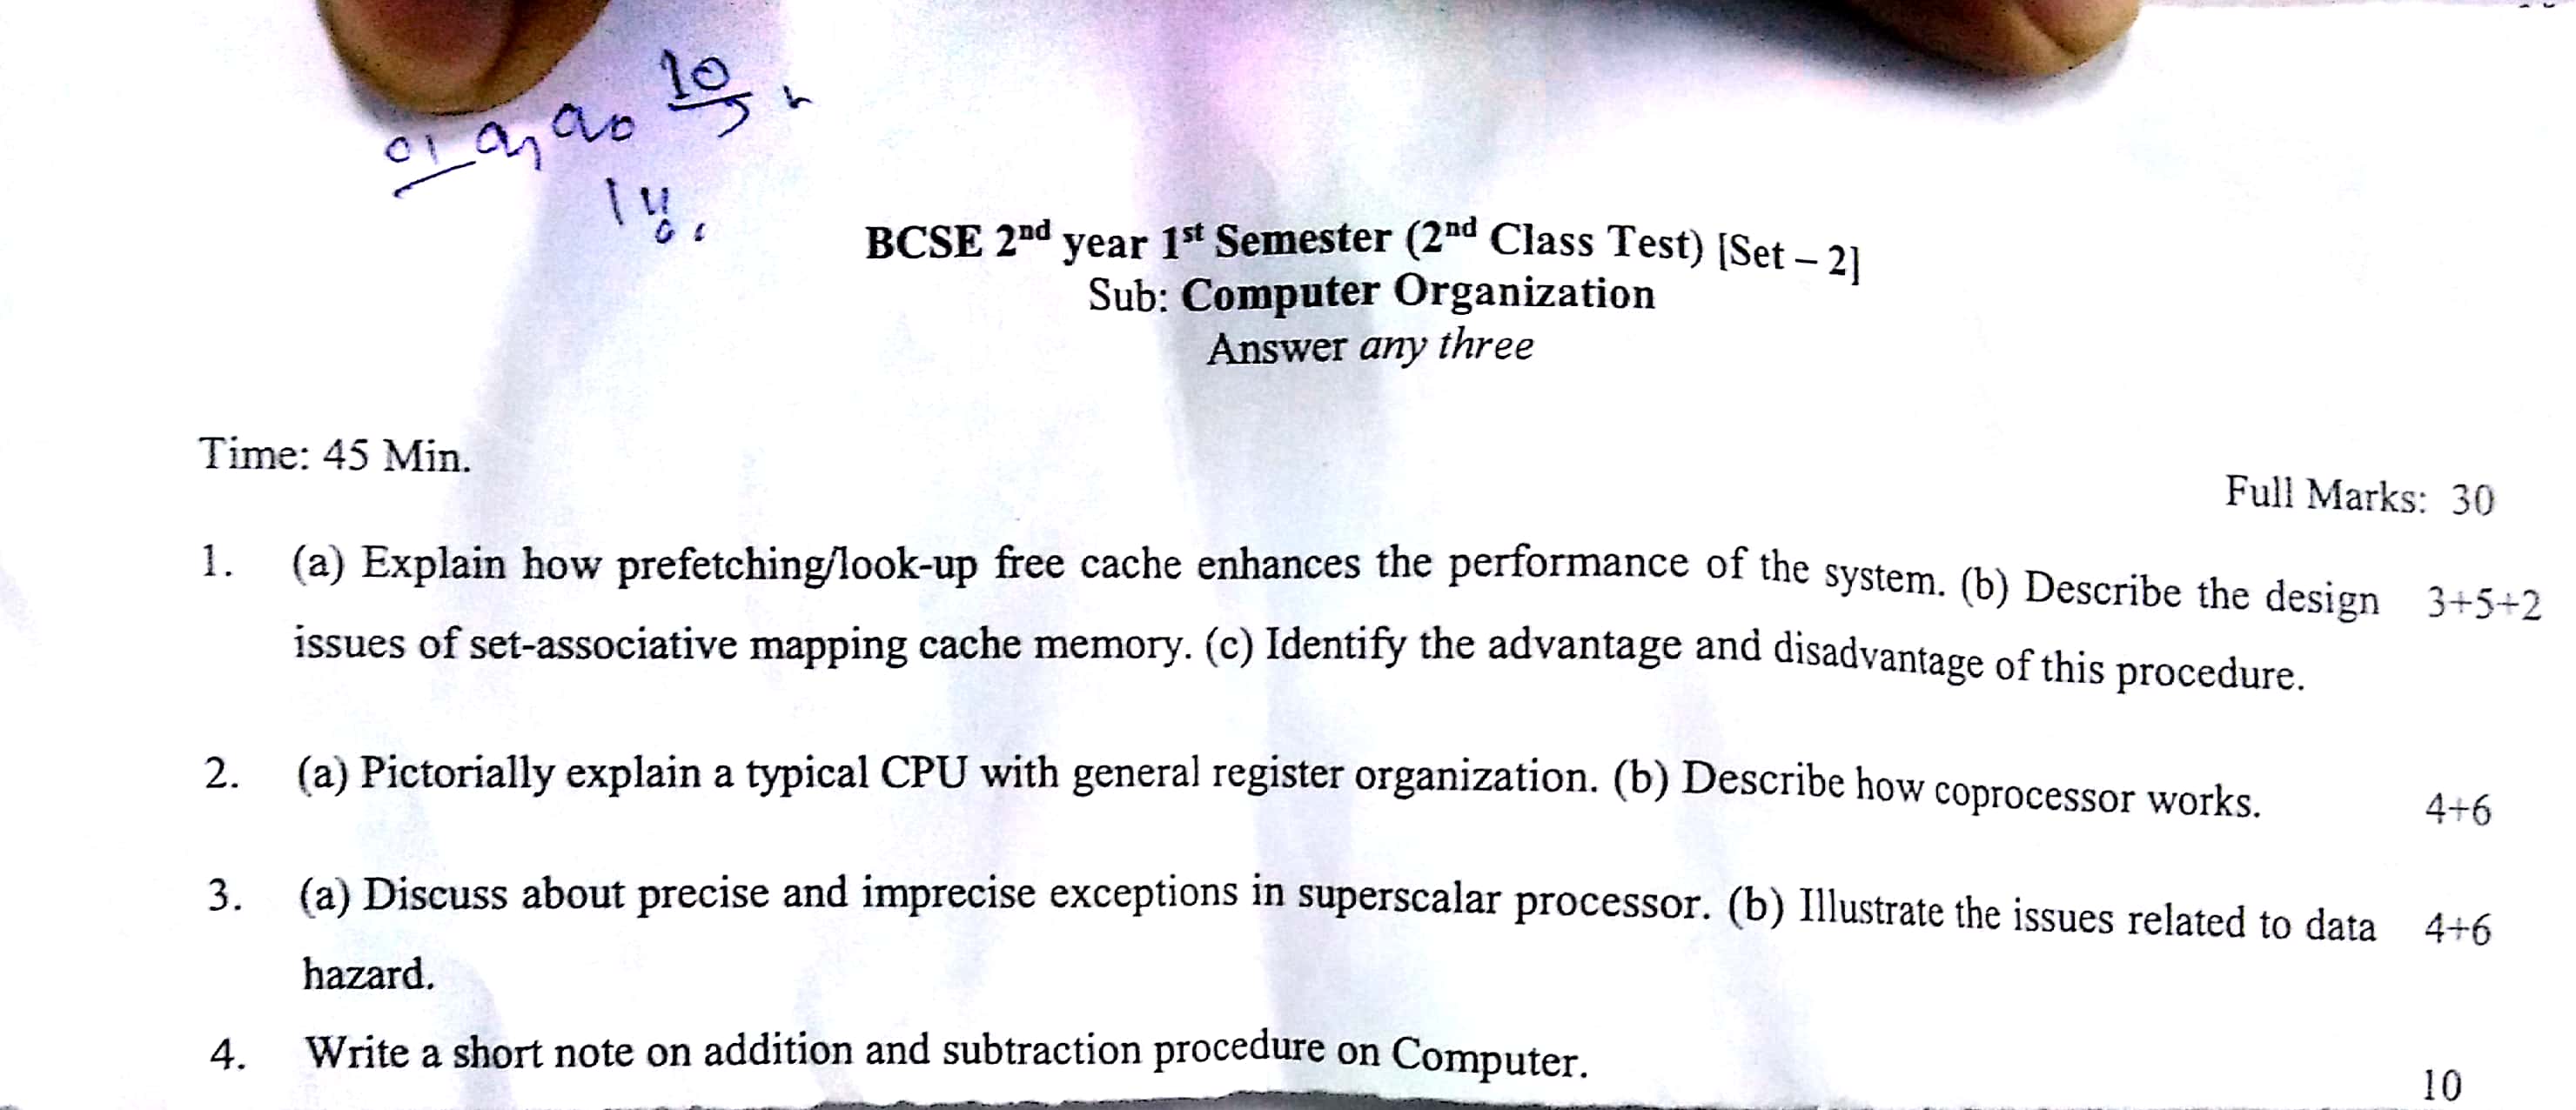 10
01 a1 a0
14
BCSE 2nd year 1st Semester (2nd Class Test) [Set – 2]
Sub: Computer Organization
Answer any three
Time: 45 Min.
Full Marks: 30
1. (a) Explain how prefetching/look-up free cache enhances the performance of the system. (b) Describe the design 3+5+2
issues of set-associative mapping cache memory. (c) Identify the advantage and disadvantage of this procedure.
2. (a) Pictorially explain a typical CPU with general register organization. (b) Describe how coprocessor works. 4+6
3. (a) Discuss about precise and imprecise exceptions in superscalar processor. (b) Illustrate the issues related to data 4+6
hazard.
4. Write a short note on addition and subtraction procedure on Computer. 10